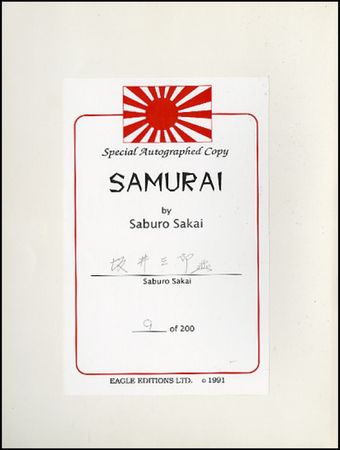 Special Autographed Copy
SAMURAI
by
Saburo Sakai
坂井三郎
Saburo Sakai
9 of 200
EAGLE EDITIONS LTD. © 1991